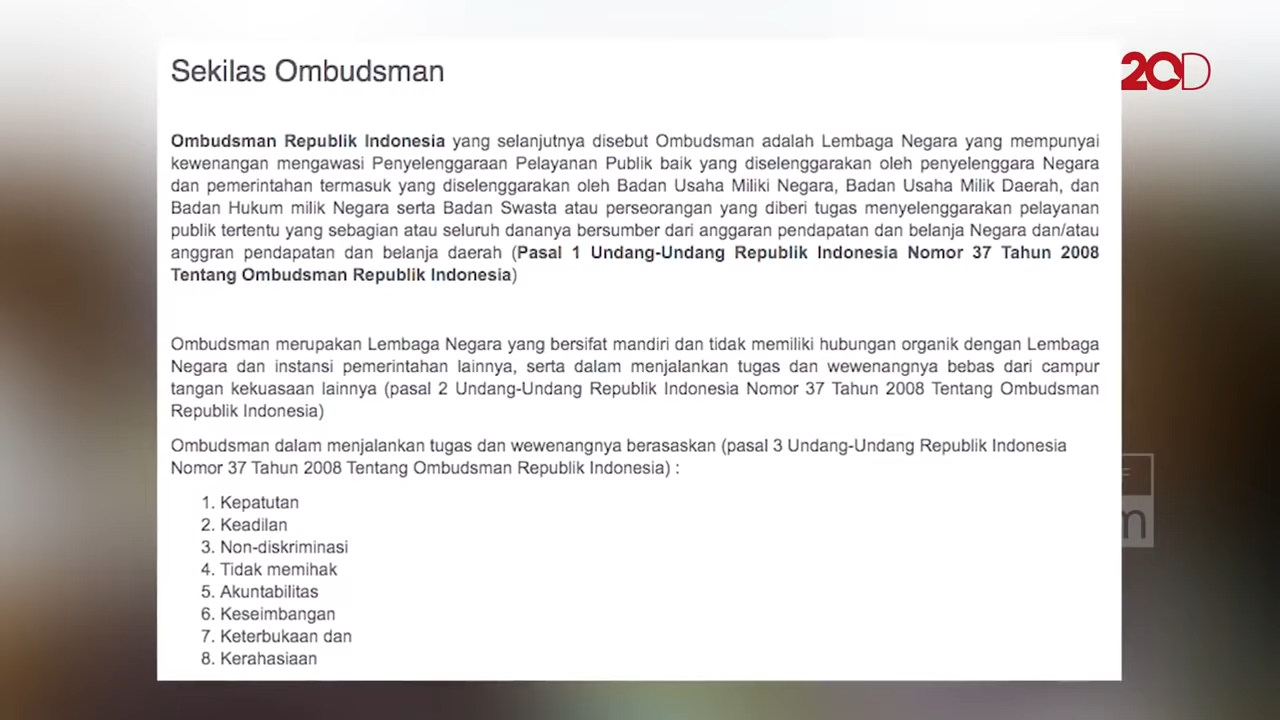 Sekilas Ombudsman
20D
Ombudsman Republik Indonesia yang selanjutnya disebut Ombudsman adalah Lembaga Negara yang mempunyai
kewenangan mengawasi Penyelenggaraan Pelayanan Publik baik yang diselenggarakan oleh penyelenggara Negara
dan pemerintahan termasuk yang diselenggarakan oleh Badan Usaha Miliki Negara, Badan Usaha Milik Daerah, dan
Badan Hukum milik Negara serta Badan Swasta atau perseorangan yang diberi tugas menyelenggarakan pelayanan
publik tertentu yang sebagian atau seluruh dananya bersumber dari anggaran pendapatan dan belanja Negara dan/atau
anggran pendapatan dan belanja daerah (Pasal 1 Undang-Undang Republik Indonesia Nomor 37 Tahun 2008
Tentang Ombudsman Republik Indonesia)
Ombudsman merupakan Lembaga Negara yang bersifat mandiri dan tidak memiliki hubungan organik dengan Lembaga
Negara dan instansi pemerintahan lainnya, serta dalam menjalankan tugas dan wewenangnya bebas dari campur
tangan kekuasaan lainnya (pasal 2 Undang-Undang Republik Indonesia Nomor 37 Tahun 2008 Tentang Ombudsman
Republik Indonesia)
Ombudsman dalam menjalankan tugas dan wewenangnya berasaskan (pasal 3 Undang-Undang Republik Indonesia
Nomor 37 Tahun 2008 Tentang Ombudsman Republik Indonesia) :
1. Kepatutan
2. Keadilan
3. Non-diskriminasi
4. Tidak memihak
5. Akuntabilitas
6. Keseimbangan
7. Keterbukaan dan
8. Kerahasiaan